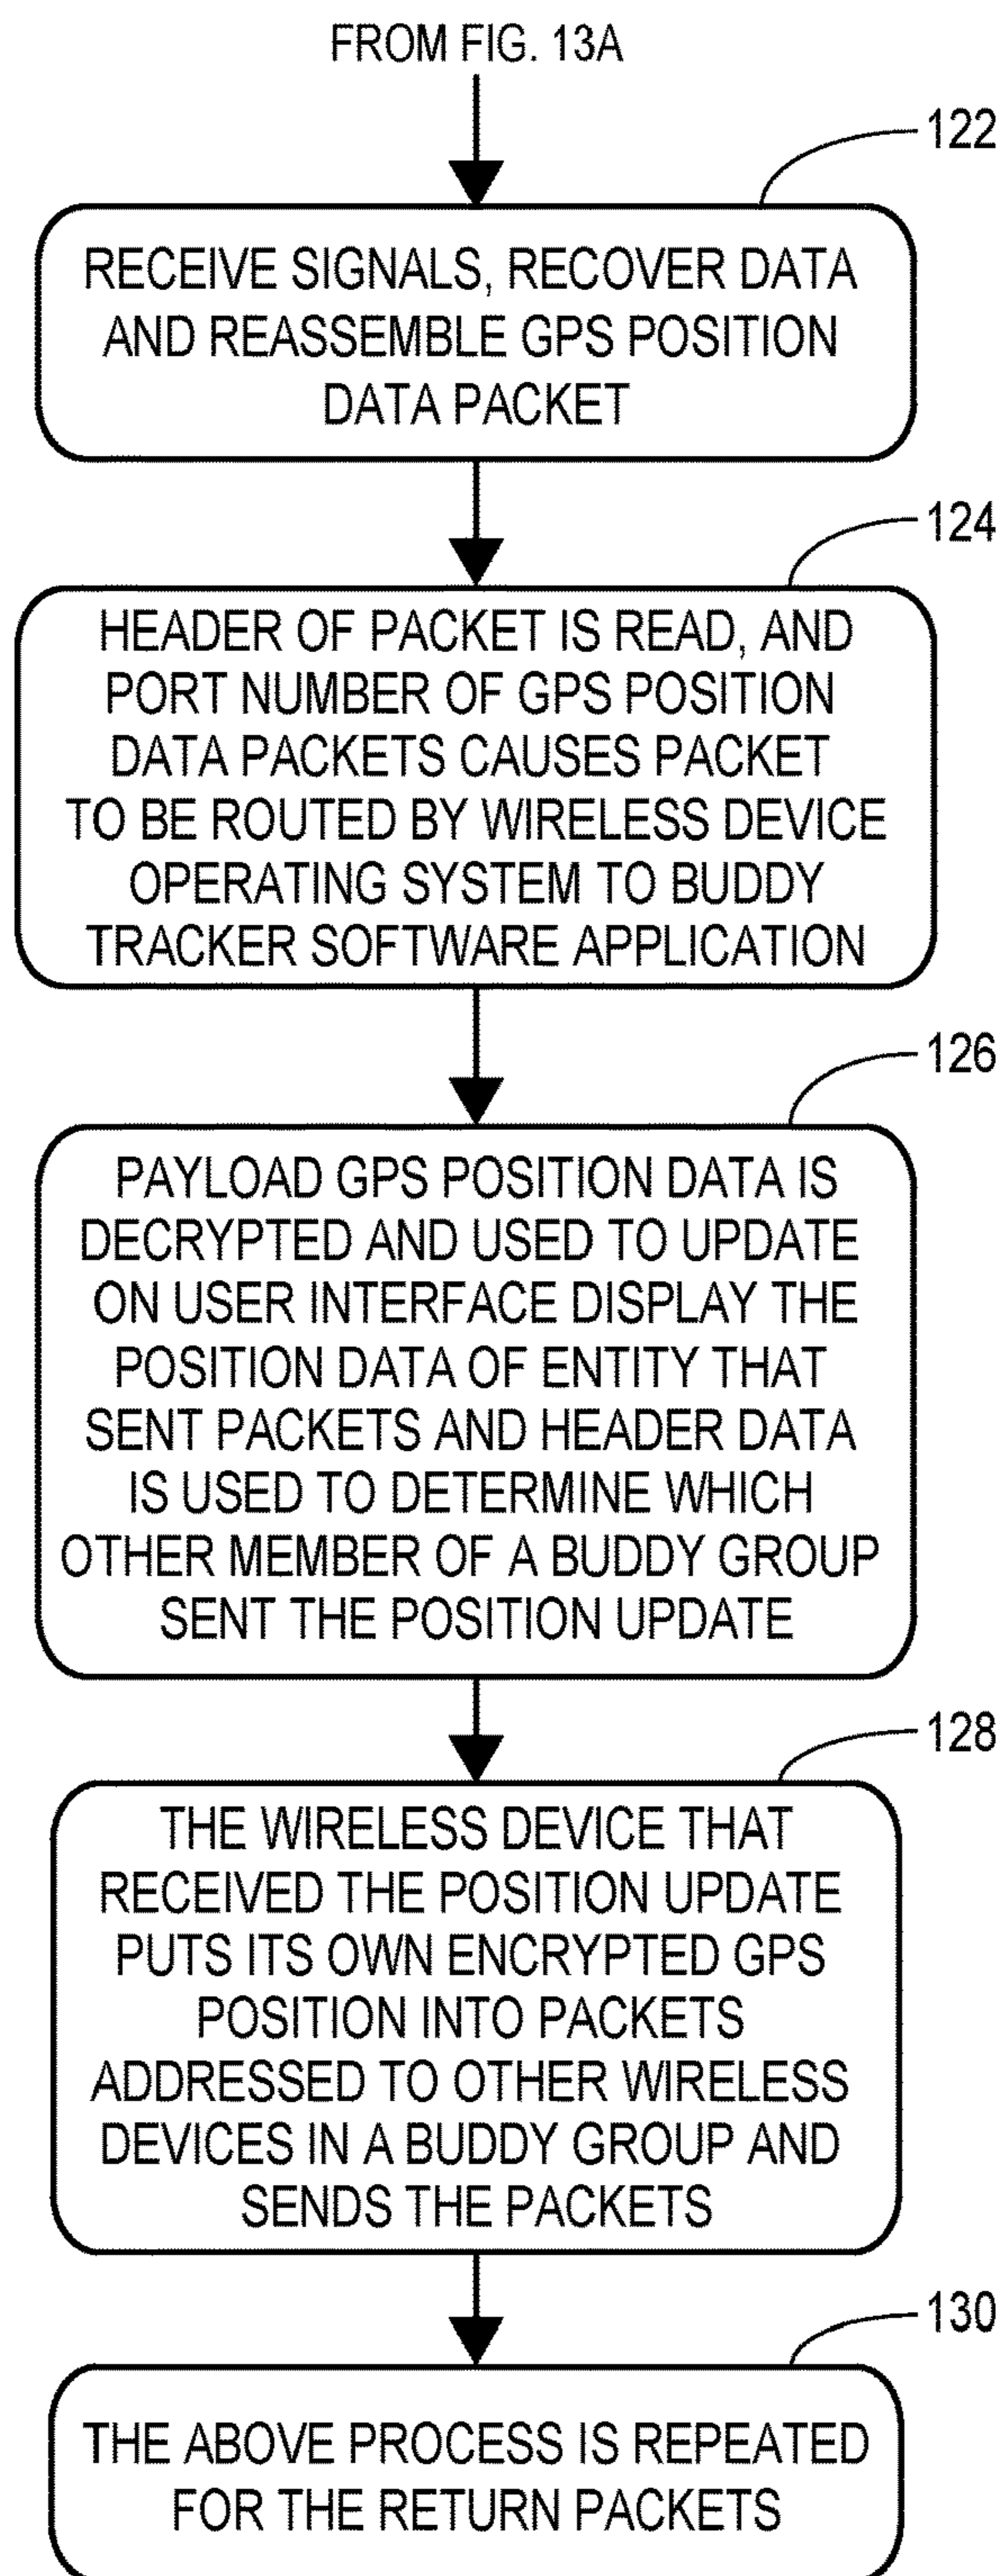 FROM FIG. 13A
122
RECEIVE SIGNALS, RECOVER DATA
AND REASSEMBLE GPS POSITION
DATA PACKET
124
HEADER OF PACKET IS READ, AND
PORT NUMBER OF GPS POSITION
DATA PACKETS CAUSES PACKET
TO BE ROUTED BY WIRELESS DEVICE
OPERATING SYSTEM TO BUDDY
TRACKER SOFTWARE APPLICATION
126
PAYLOAD GPS POSITION DATA IS
DECRYPTED AND USED TO UPDATE
ON USER INTERFACE DISPLAY THE
POSITION DATA OF ENTITY THAT
SENT PACKETS AND HEADER DATA
IS USED TO DETERMINE WHICH
OTHER MEMBER OF A BUDDY GROUP
SENT THE POSITION UPDATE
128
THE WIRELESS DEVICE THAT
RECEIVED THE POSITION UPDATE
PUTS ITS OWN ENCRYPTED GPS
POSITION INTO PACKETS
ADDRESSED TO OTHER WIRELESS
DEVICES IN A BUDDY GROUP AND
SENDS THE PACKETS
130
THE ABOVE PROCESS IS REPEATED
FOR THE RETURN PACKETS